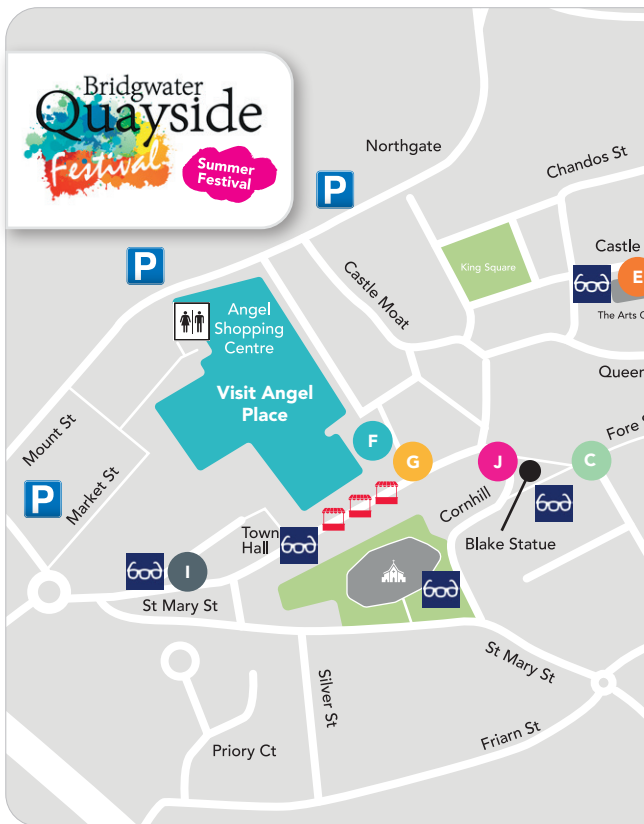 Bridgwater
Quayside
Festival
Summer
Festival
P
Northgate
Chandos St
P
King Square
Castle
E
The Arts C
Castle Moat
Angel
Shopping
Centre
Queen
Visit Angel
Place
Mount St
Market St
Fore S
F
G
J
C
P
Cornhill
Town
Hall
Blake Statue
I
St Mary St
St Mary St
Silver St
Friarn St
Priory Ct